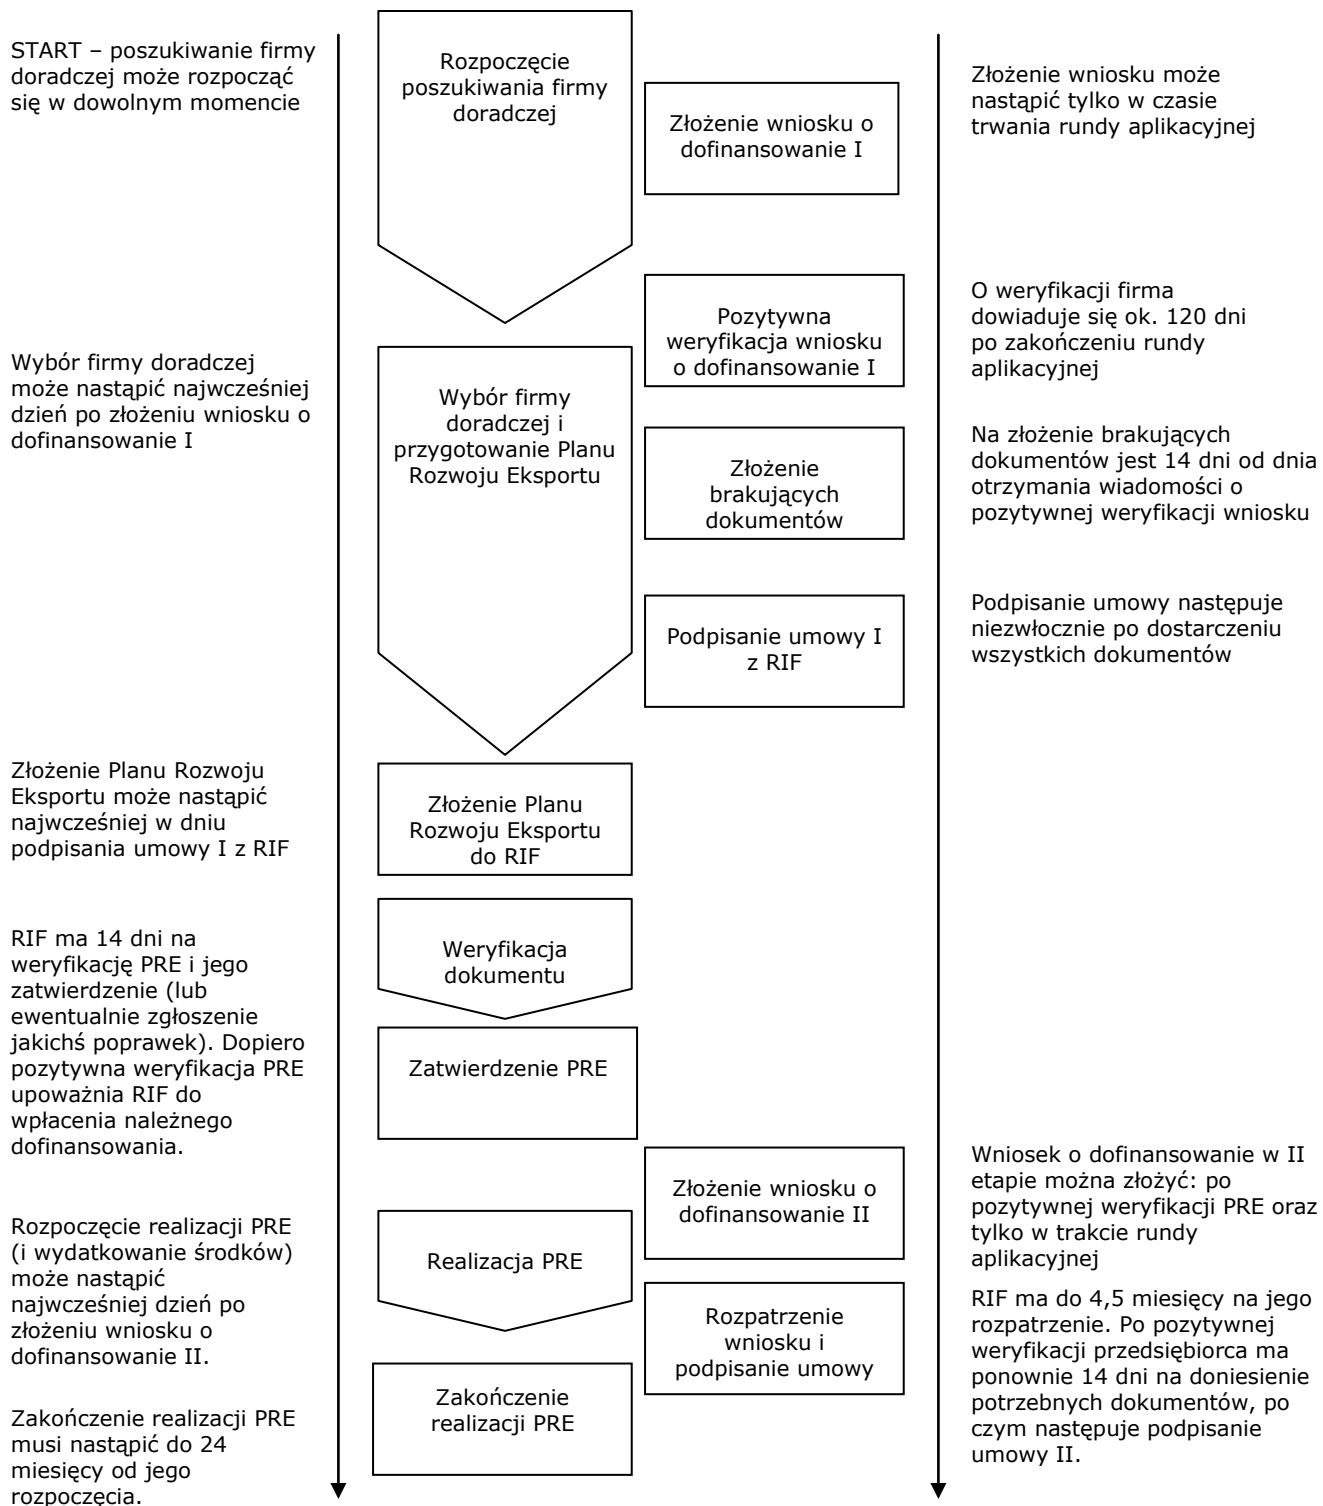 START – poszukiwanie firmy
doradczej może rozpocząć
się w dowolnym momencie
Rozpoczęcie
poszukiwania firmy
doradczej
Złożenie wniosku o
dofinansowanie I
Złożenie wniosku może
nastąpić tylko w czasie
trwania rundy aplikacyjnej
Pozytywna
weryfikacja wniosku
o dofinansowanie I
O weryfikacji firma
dowiaduje się ok. 120 dni
po zakończeniu rundy
aplikacyjnej
Wybór firmy doradczej
może nastąpić najwcześniej
dzień po złożeniu wniosku o
dofinansowanie I
Wybór firmy
doradczej i
przygotowanie Planu
Rozwoju Eksportu
Złożenie
brakujących
dokumentów
Na złożenie brakujących
dokumentów jest 14 dni od dnia
otrzymania wiadomości o
pozytywnej weryfikacji wniosku
Podpisanie umowy I
z RIF
Podpisanie umowy następuje
niezwłocznie po dostarczeniu
wszystkich dokumentów
Złożenie Planu Rozwoju
Eksportu może nastąpić
najwcześniej w dniu
podpisania umowy I z RIF
Złożenie Planu
Rozwoju Eksportu
do RIF
RIF ma 14 dni na
weryfikację PRE i jego
zatwierdzenie (lub
ewentualnie zgłoszenie
jakichś poprawek). Dopiero
pozytywna weryfikacja PRE
upoważnia RIF do
wpłacenia należnego
dofinansowania.
Weryfikacja
dokumentu
Zatwierdzenie PRE
Złożenie wniosku o
dofinansowanie II
Wniosek o dofinansowanie w II
etapie można złożyć: po
pozytywnej weryfikacji PRE oraz
tylko w trakcie rundy
aplikacyjnej
Rozpoczęcie realizacji PRE
(i wydatkowanie środków)
może nastąpić
najwcześniej dzień po
złożeniu wniosku o
dofinansowanie II.
Realizacja PRE
Rozpatrzenie
wniosku i
podpisanie umowy
RIF ma do 4,5 miesięcy na jego
rozpatrzenie. Po pozytywnej
weryfikacji przedsiębiorca ma
ponownie 14 dni na doniesienie
potrzebnych dokumentów, po
czym następuje podpisanie
umowy II.
Zakończenie
realizacji PRE
Zakończenie realizacji PRE
musi nastąpić do 24
miesięcy od jego
rozpoczęcia.